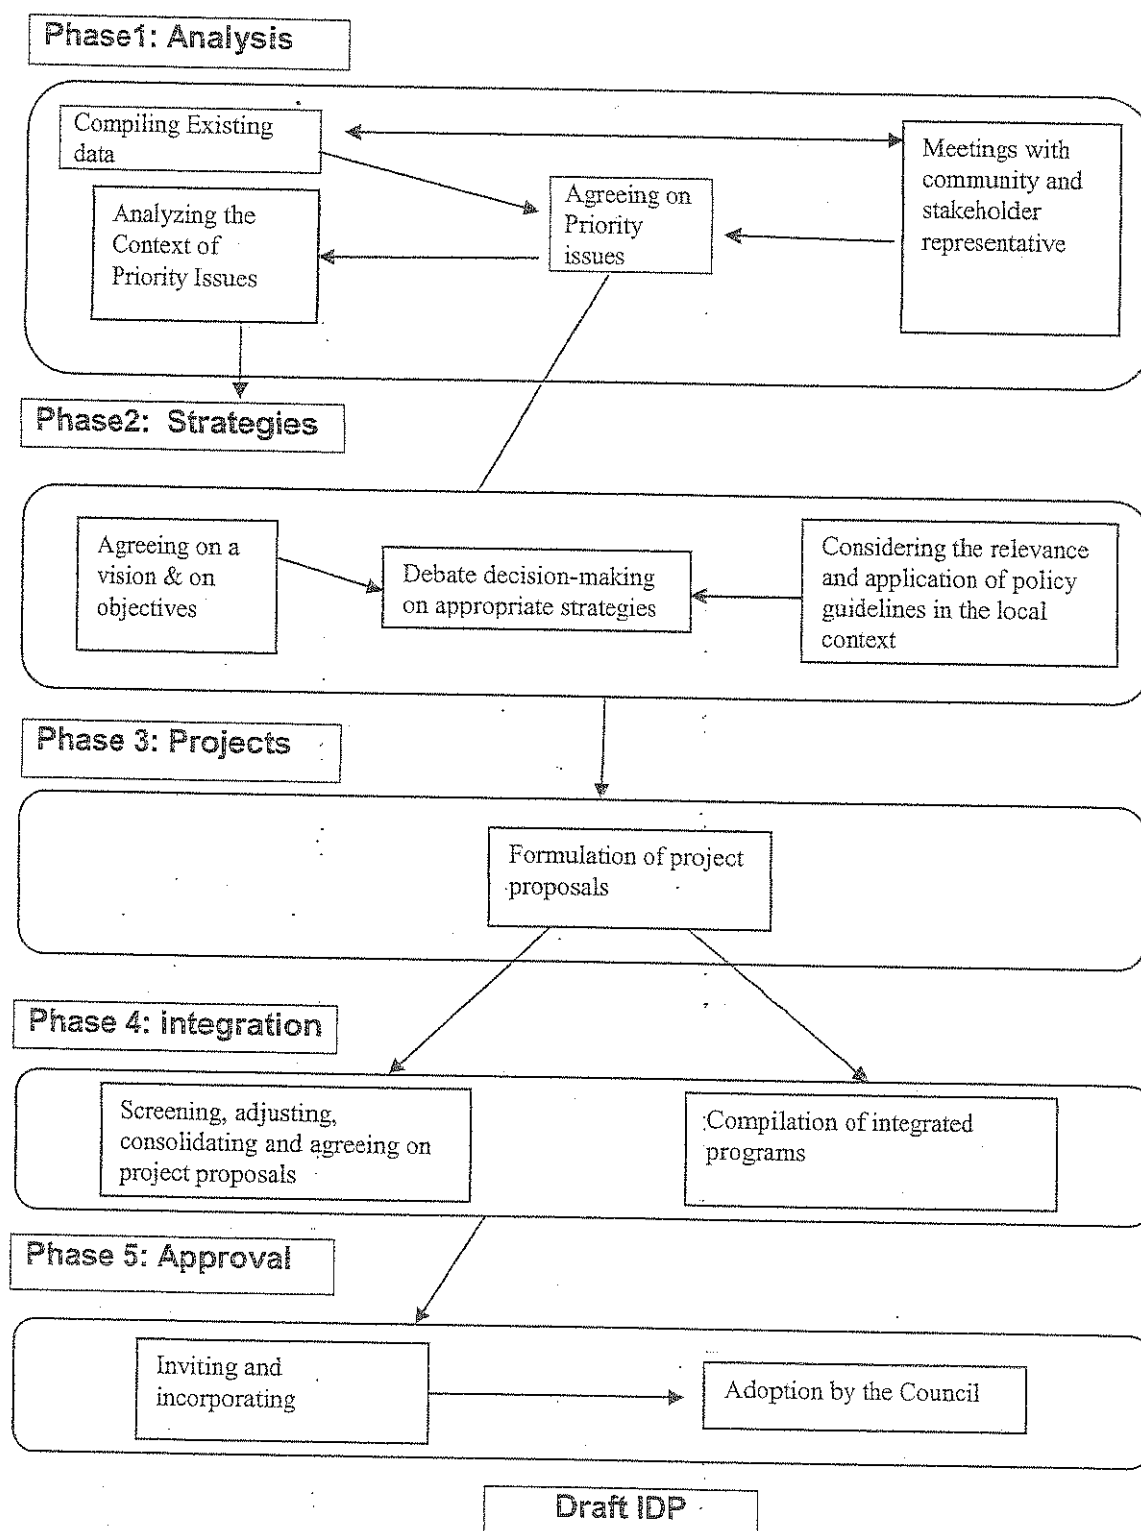 Phase1: Analysis
Compiling Existing
data
Meetings with
community and
stakeholder
representative
Agreeing on
Priority
issues
Analyzing the
Context of
Priority Issues
Phase2: Strategies
Agreeing on a
vision & on
objectives
Debate decision-making
on appropriate strategies
Considering the relevance
and application of policy
guidelines in the local
context
Phase 3: Projects
Formulation of project
proposals
Phase 4: integration
Screening, adjusting,
consolidating and agreeing on
project proposals
Compilation of integrated
programs
Phase 5: Approval
Inviting and
incorporating
Adoption by the Council
Draft IDP